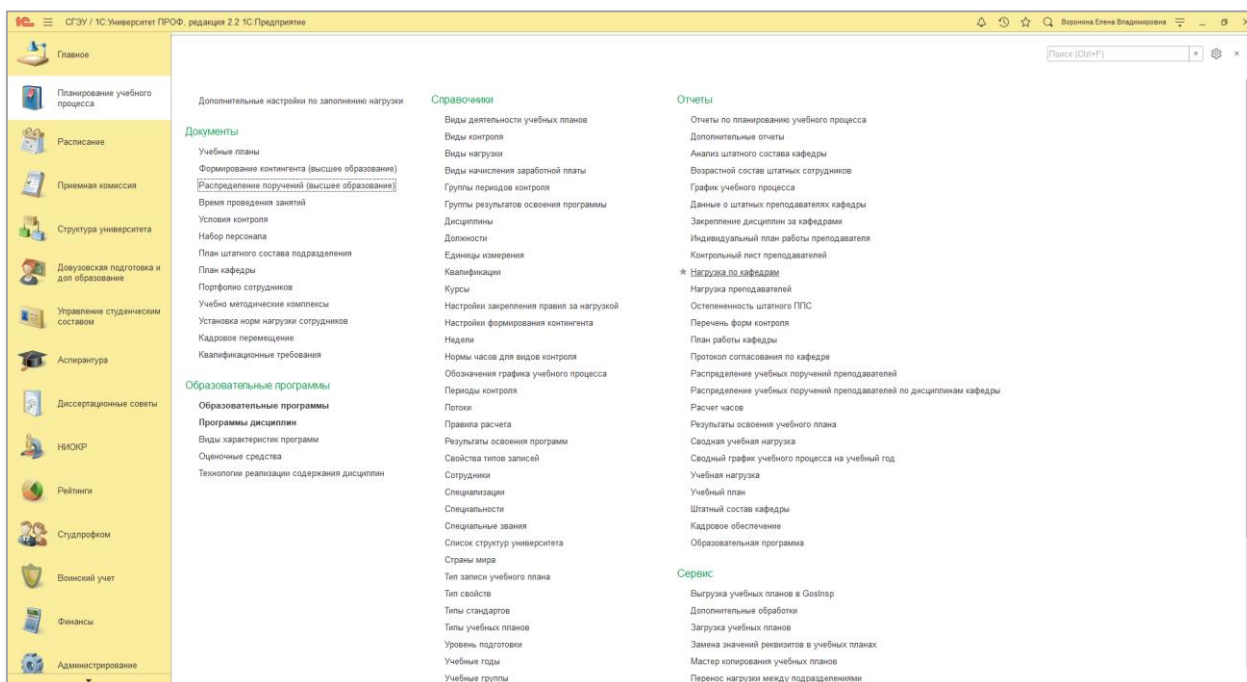 1С СГЭУ / 1С:Университет ПРОФ, редакция 2.2 1С:Предприятие
Воронина Елена Владимировна
Главное
Планирование учебного
процесса
Расписание
Приемная комиссия
Структура университета
Довузовская подготовка и
доп образование
Управление студенческим
составом
Аспирантура
Диссертационные советы
НИОКР
Рейтинги
Студпрофком
Воинский учет
Финансы
Администрирование
Поиск (Ctrl+F)
Дополнительные настройки по заполнению нагрузки
Документы
Учебные планы
Формирование контингента (высшее образование)
Распределение поручений (высшее образование)
Время проведения занятий
Условия контроля
Набор персонала
План штатного состава подразделения
План кафедры
Портфолио сотрудников
Учебно методические комплексы
Установка норм нагрузки сотрудников
Кадровое перемещение
Квалификационные требования
Образовательные программы
Образовательные программы
Программы дисциплин
Виды характеристик программ
Оценочные средства
Технологии реализации содержания дисциплин
Справочники
Виды деятельности учебных планов
Виды контроля
Виды нагрузки
Виды начисления заработной платы
Группы периодов контроля
Группы результатов освоения программы
Дисциплины
Должности
Единицы измерения
Квалификации
Курсы
Настройки закрепления правил за нагрузкой
Настройки формирования контингента
Недели
Нормы часов для видов контроля
Обозначения графика учебного процесса
Периоды контроля
Потоки
Правила расчета
Результаты освоения программ
Свойства типов записей
Сотрудники
Специализации
Специальности
Специальные звания
Список структур университета
Страны мира
Тип записи учебного плана
Тип свойств
Типы стандартов
Типы учебных планов
Уровень подготовки
Учебные годы
Учебные группы
Отчеты
Отчеты по планированию учебного процесса
Дополнительные отчеты
Анализ штатного состава кафедры
Возрастной состав штатных сотрудников
График учебного процесса
Данные о штатных преподавателях кафедры
Закрепление дисциплин за кафедрами
Индивидуальный план работы преподавателя
Контрольный лист преподавателей
Нагрузка по кафедрам
Нагрузка преподавателей
Остепененность штатного ППС
Перечень форм контроля
План работы кафедры
Протокол согласования по кафедре
Распределение учебных поручений преподавателей
Распределение учебных поручений преподавателей по дисциплинам кафедры
Расчет часов
Результаты освоения учебного плана
Сводная учебная нагрузка
Сводный график учебного процесса на учебный год
Учебная нагрузка
Учебный план
Штатный состав кафедры
Кадровое обеспечение
Образовательная программа
Сервис
Выгрузка учебных планов в GosInsp
Дополнительные обработки
Загрузка учебных планов
Замена значений реквизитов в учебных планах
Мастер копирования учебных планов
Перенос нагрузки между подразделениями